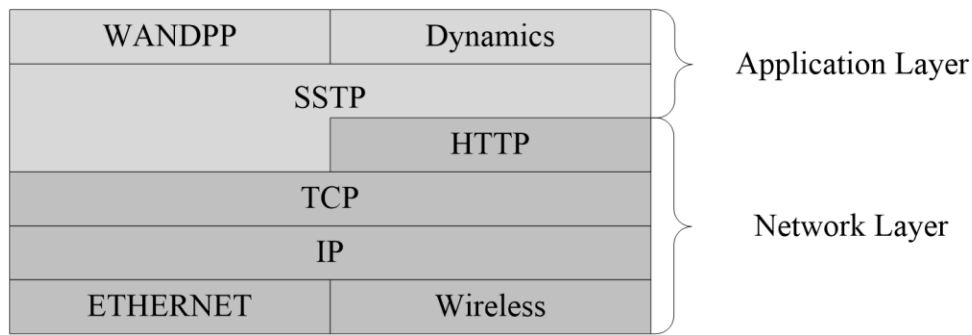 WANDPP
Dynamics
Application Layer
SSTP
HTTP
TCP
Network Layer
IP
ETHERNET
Wireless